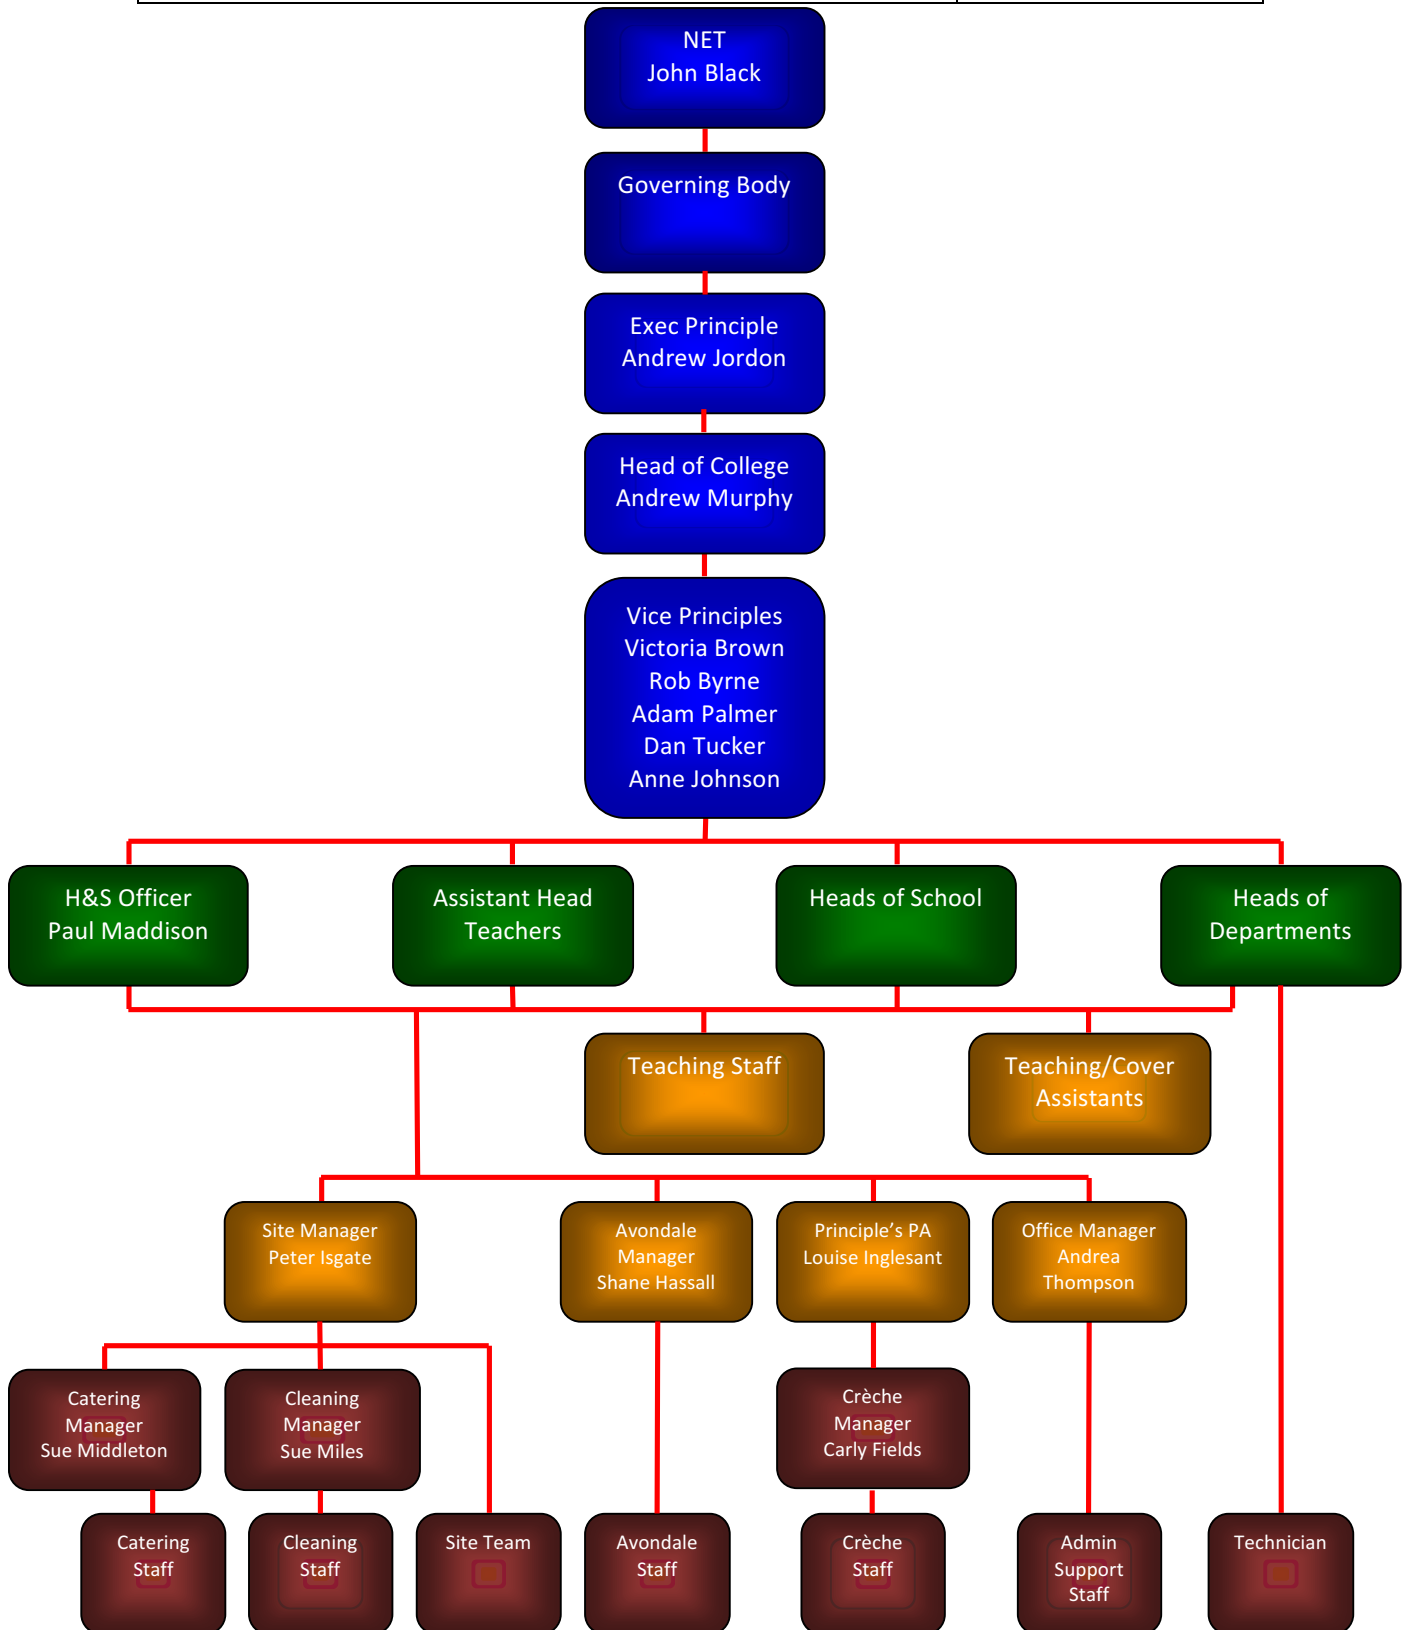 NET
John Black
Governing Body
Exec Principle
Andrew Jordon
Head of College
Andrew Murphy
Vice Principles
Victoria Brown
Rob Byrne
Adam Palmer
Dan Tucker
Anne Johnson
H&S Officer
Paul Maddison
Assistant Head
Teachers
Heads of School
Heads of
Departments
Teaching Staff
Teaching/Cover
Assistants
Site Manager
Peter Isgate
Avondale
Manager
Shane Hassall
Principle’s PA
Louise Inglesant
Office Manager
Andrea
Thompson
Catering
Manager
Sue Middleton
Cleaning
Manager
Sue Miles
Crèche
Manager
Carly Fields
Catering
Staff
Cleaning
Staff
Site Team
Avondale
Staff
Crèche
Staff
Admin
Support
Staff
Technician